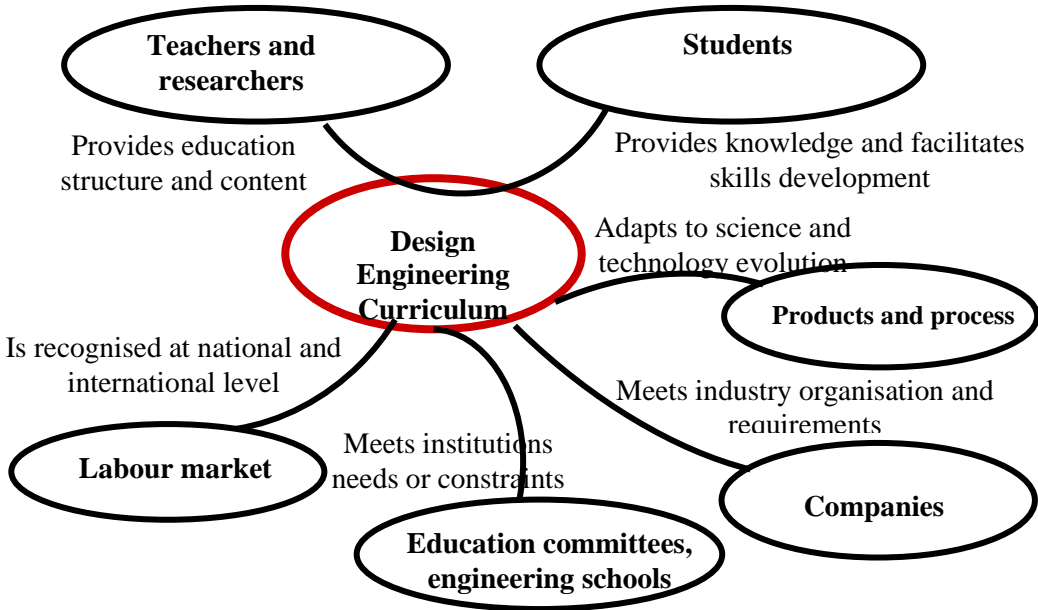 Teachers and
researchers
Students
Provides education
structure and content
Provides knowledge and facilitates
skills development
Design
Engineering
Curriculum
Adapts to science and
technology evolution
Products and process
Is recognised at national and
international level
Meets industry organisation and
requirements
Labour market
Meets institutions
needs or constraints
Companies
Education committees,
engineering schools